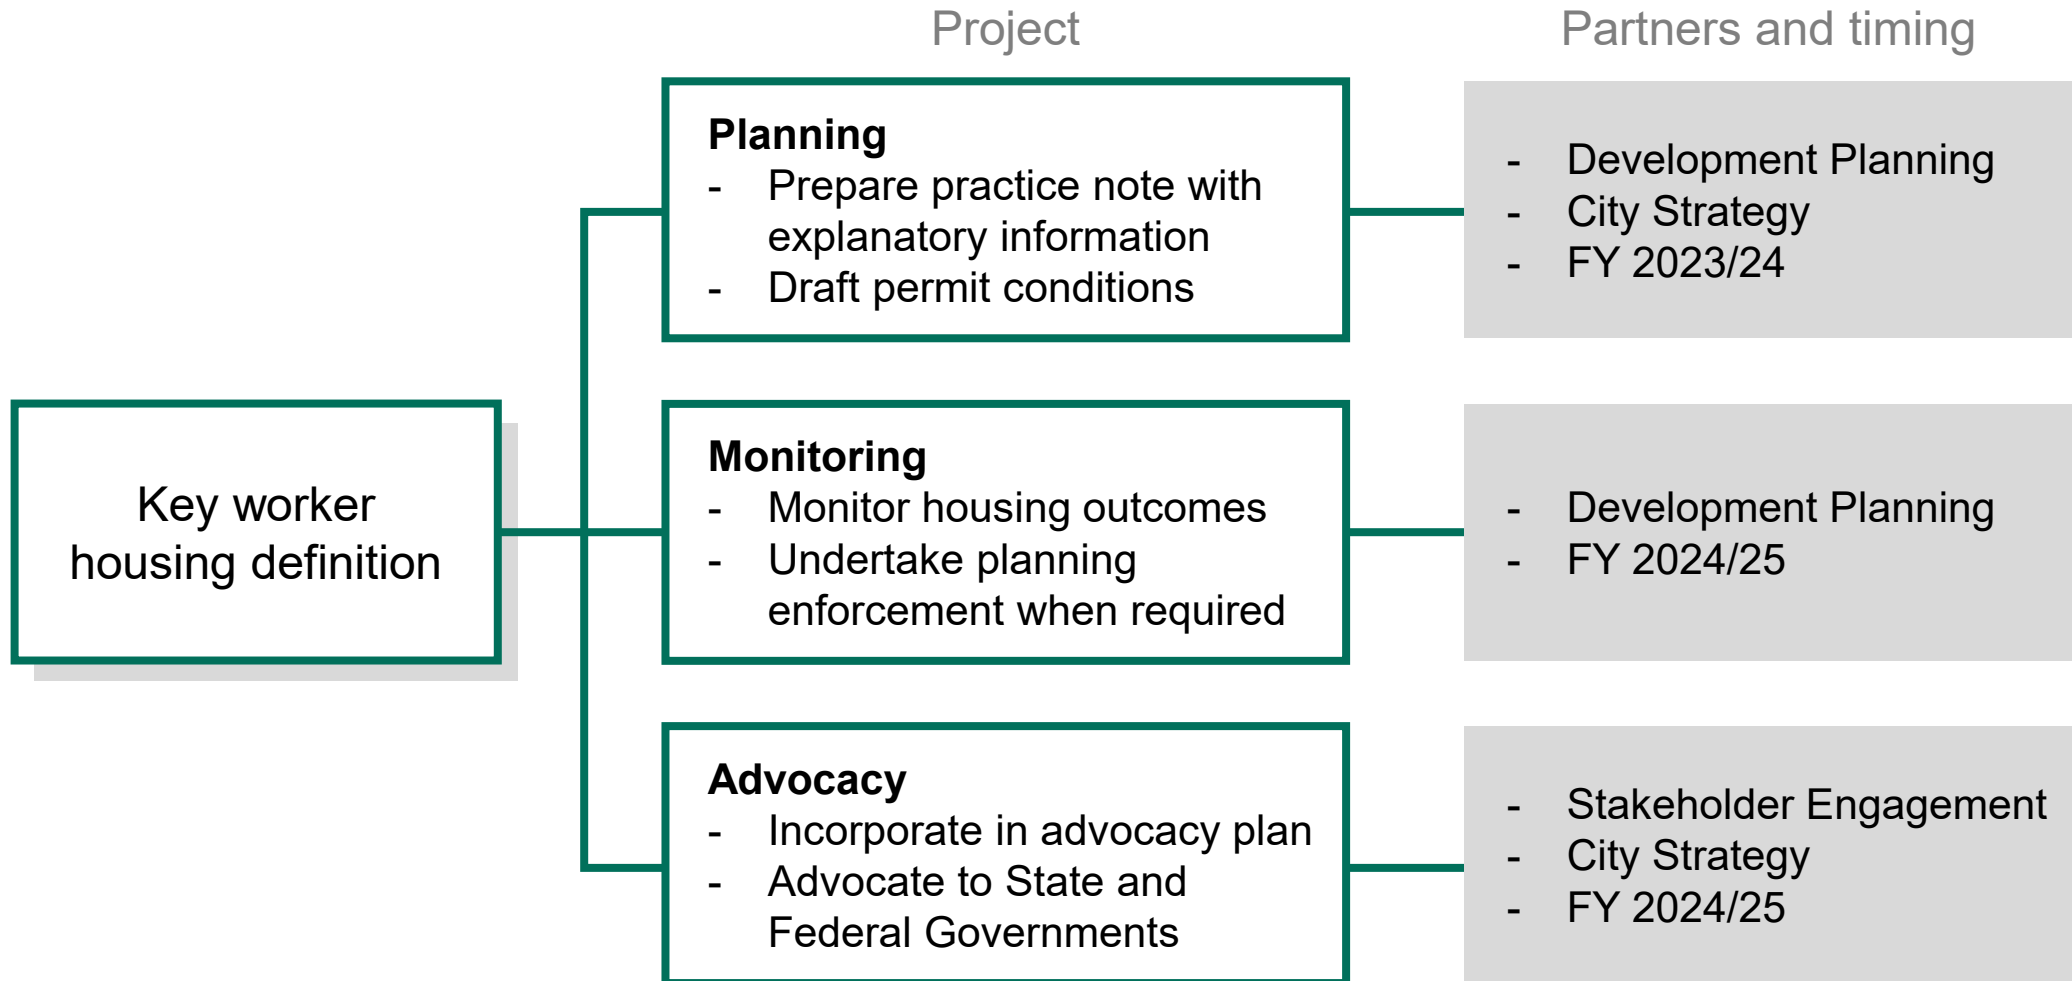 Project
Partners and timing
Key worker
housing definition
Planning
- Prepare practice note with
explanatory information
- Draft permit conditions
- Development Planning
- City Strategy
- FY 2023/24
Monitoring
- Monitor housing outcomes
- Undertake planning
enforcement when required
- Development Planning
- FY 2024/25
Advocacy
- Incorporate in advocacy plan
- Advocate to State and
Federal Governments
- Stakeholder Engagement
- City Strategy
- FY 2024/25